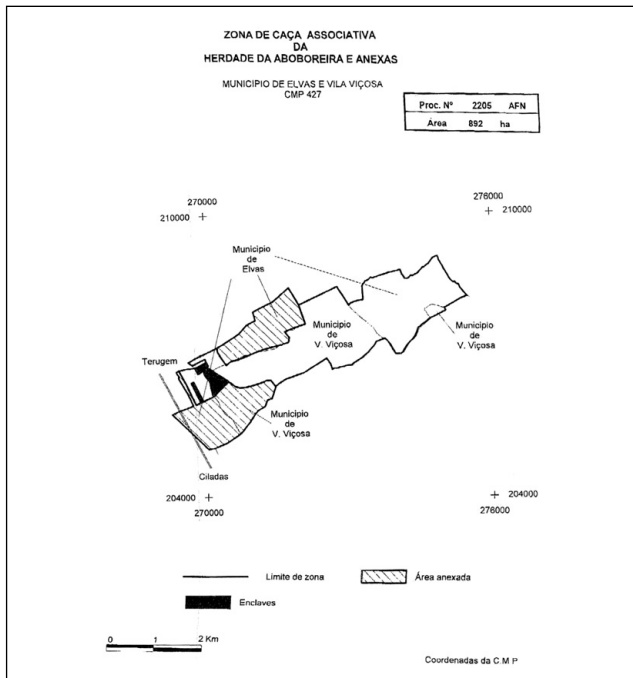 ZONA DE CAÇA ASSOCIATIVA
DA
HERDADE DA ABOBOREIRA E ANEXAS
MUNICIPIO DE ELVAS E VILA VIÇOSA
CMP 427
Proc. Nº 2205 AFN
Área 892 ha
270000
210000
276000
210000
Municipio
de
Elvas
Municipio
de
V. Viçosa
Municipio
de
V. Viçosa
Terugem
Municipio
de
V. Viçosa
Ciladas
204000
270000
204000
276000
Límite de zona
Área anexada
Enclaves
0 1 2 Km
Coordenadas da C.M P